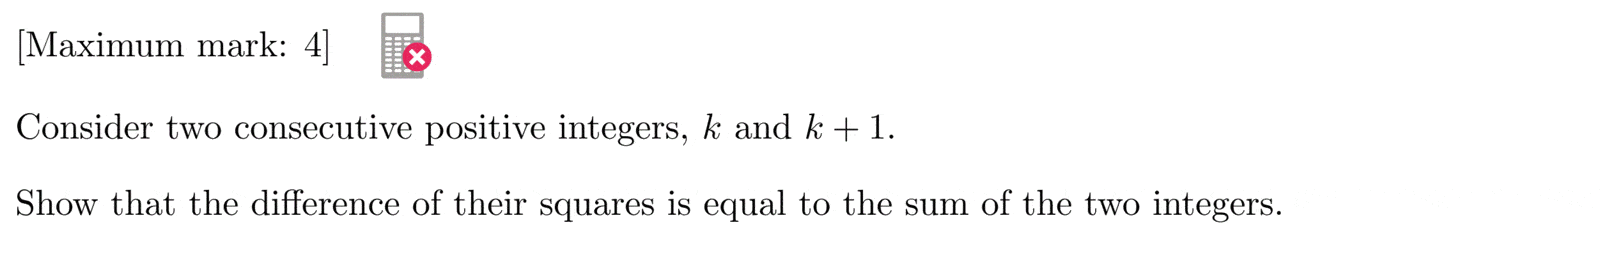 [Maximum mark: 4]
Consider two consecutive positive integers, k and k + 1.
Show that the difference of their squares is equal to the sum of the two integers.